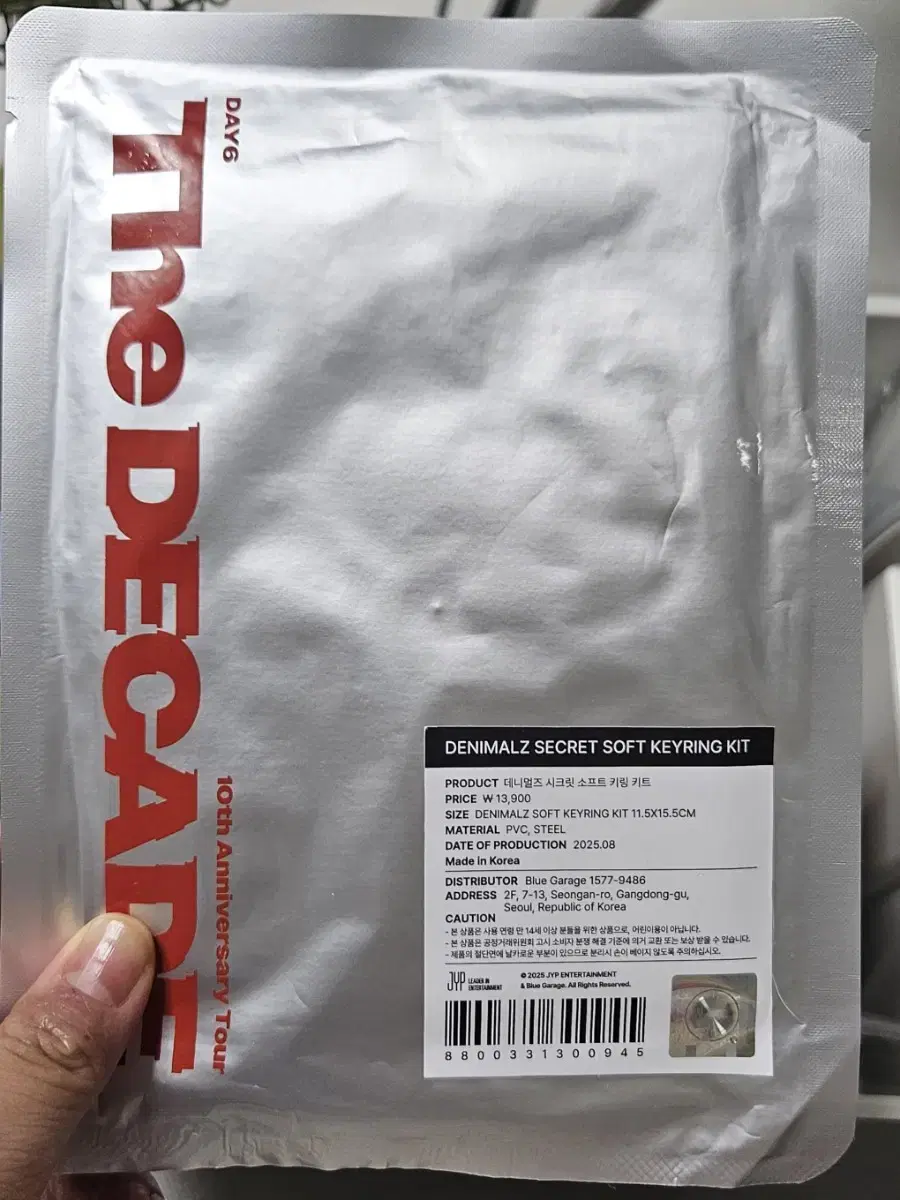 DAY6
The DECADE
10th Anniversary Tour
DENIMALZ SECRET SOFT KEYRING KIT
PRODUCT 데니멀즈 시크릿 소프트 키링 키트
PRICE ₩ 13,900
SIZE DENIMALZ SOFT KEYRING KIT 11.5X15.5CM
MATERIAL PVC, STEEL
DATE OF PRODUCTION 2025.08
Made in Korea
DISTRIBUTOR Blue Garage 1577-9486
ADDRESS 2F, 7-13, Seongan-ro, Gangdong-gu,
Seoul, Republic of Korea
CAUTION
- 본 상품은 사용 연령 만 14세 이상 분들을 위한 상품으로, 어린이용이 아닙니다.
- 본 상품은 공정거래위원회 고시 소비자 분쟁 해결 기준에 의거 교환 또는 보상 받을 수 있습니다.
- 제품의 절단면에 날카로운 부분이 있으므로 분리시 손이 베이지 않도록 주의하십시오.
JYP LEADER IN ENTERTAINMENT
© 2025 JYP ENTERTAINMENT
& Blue Garage. All Rights Reserved.
8800331300945